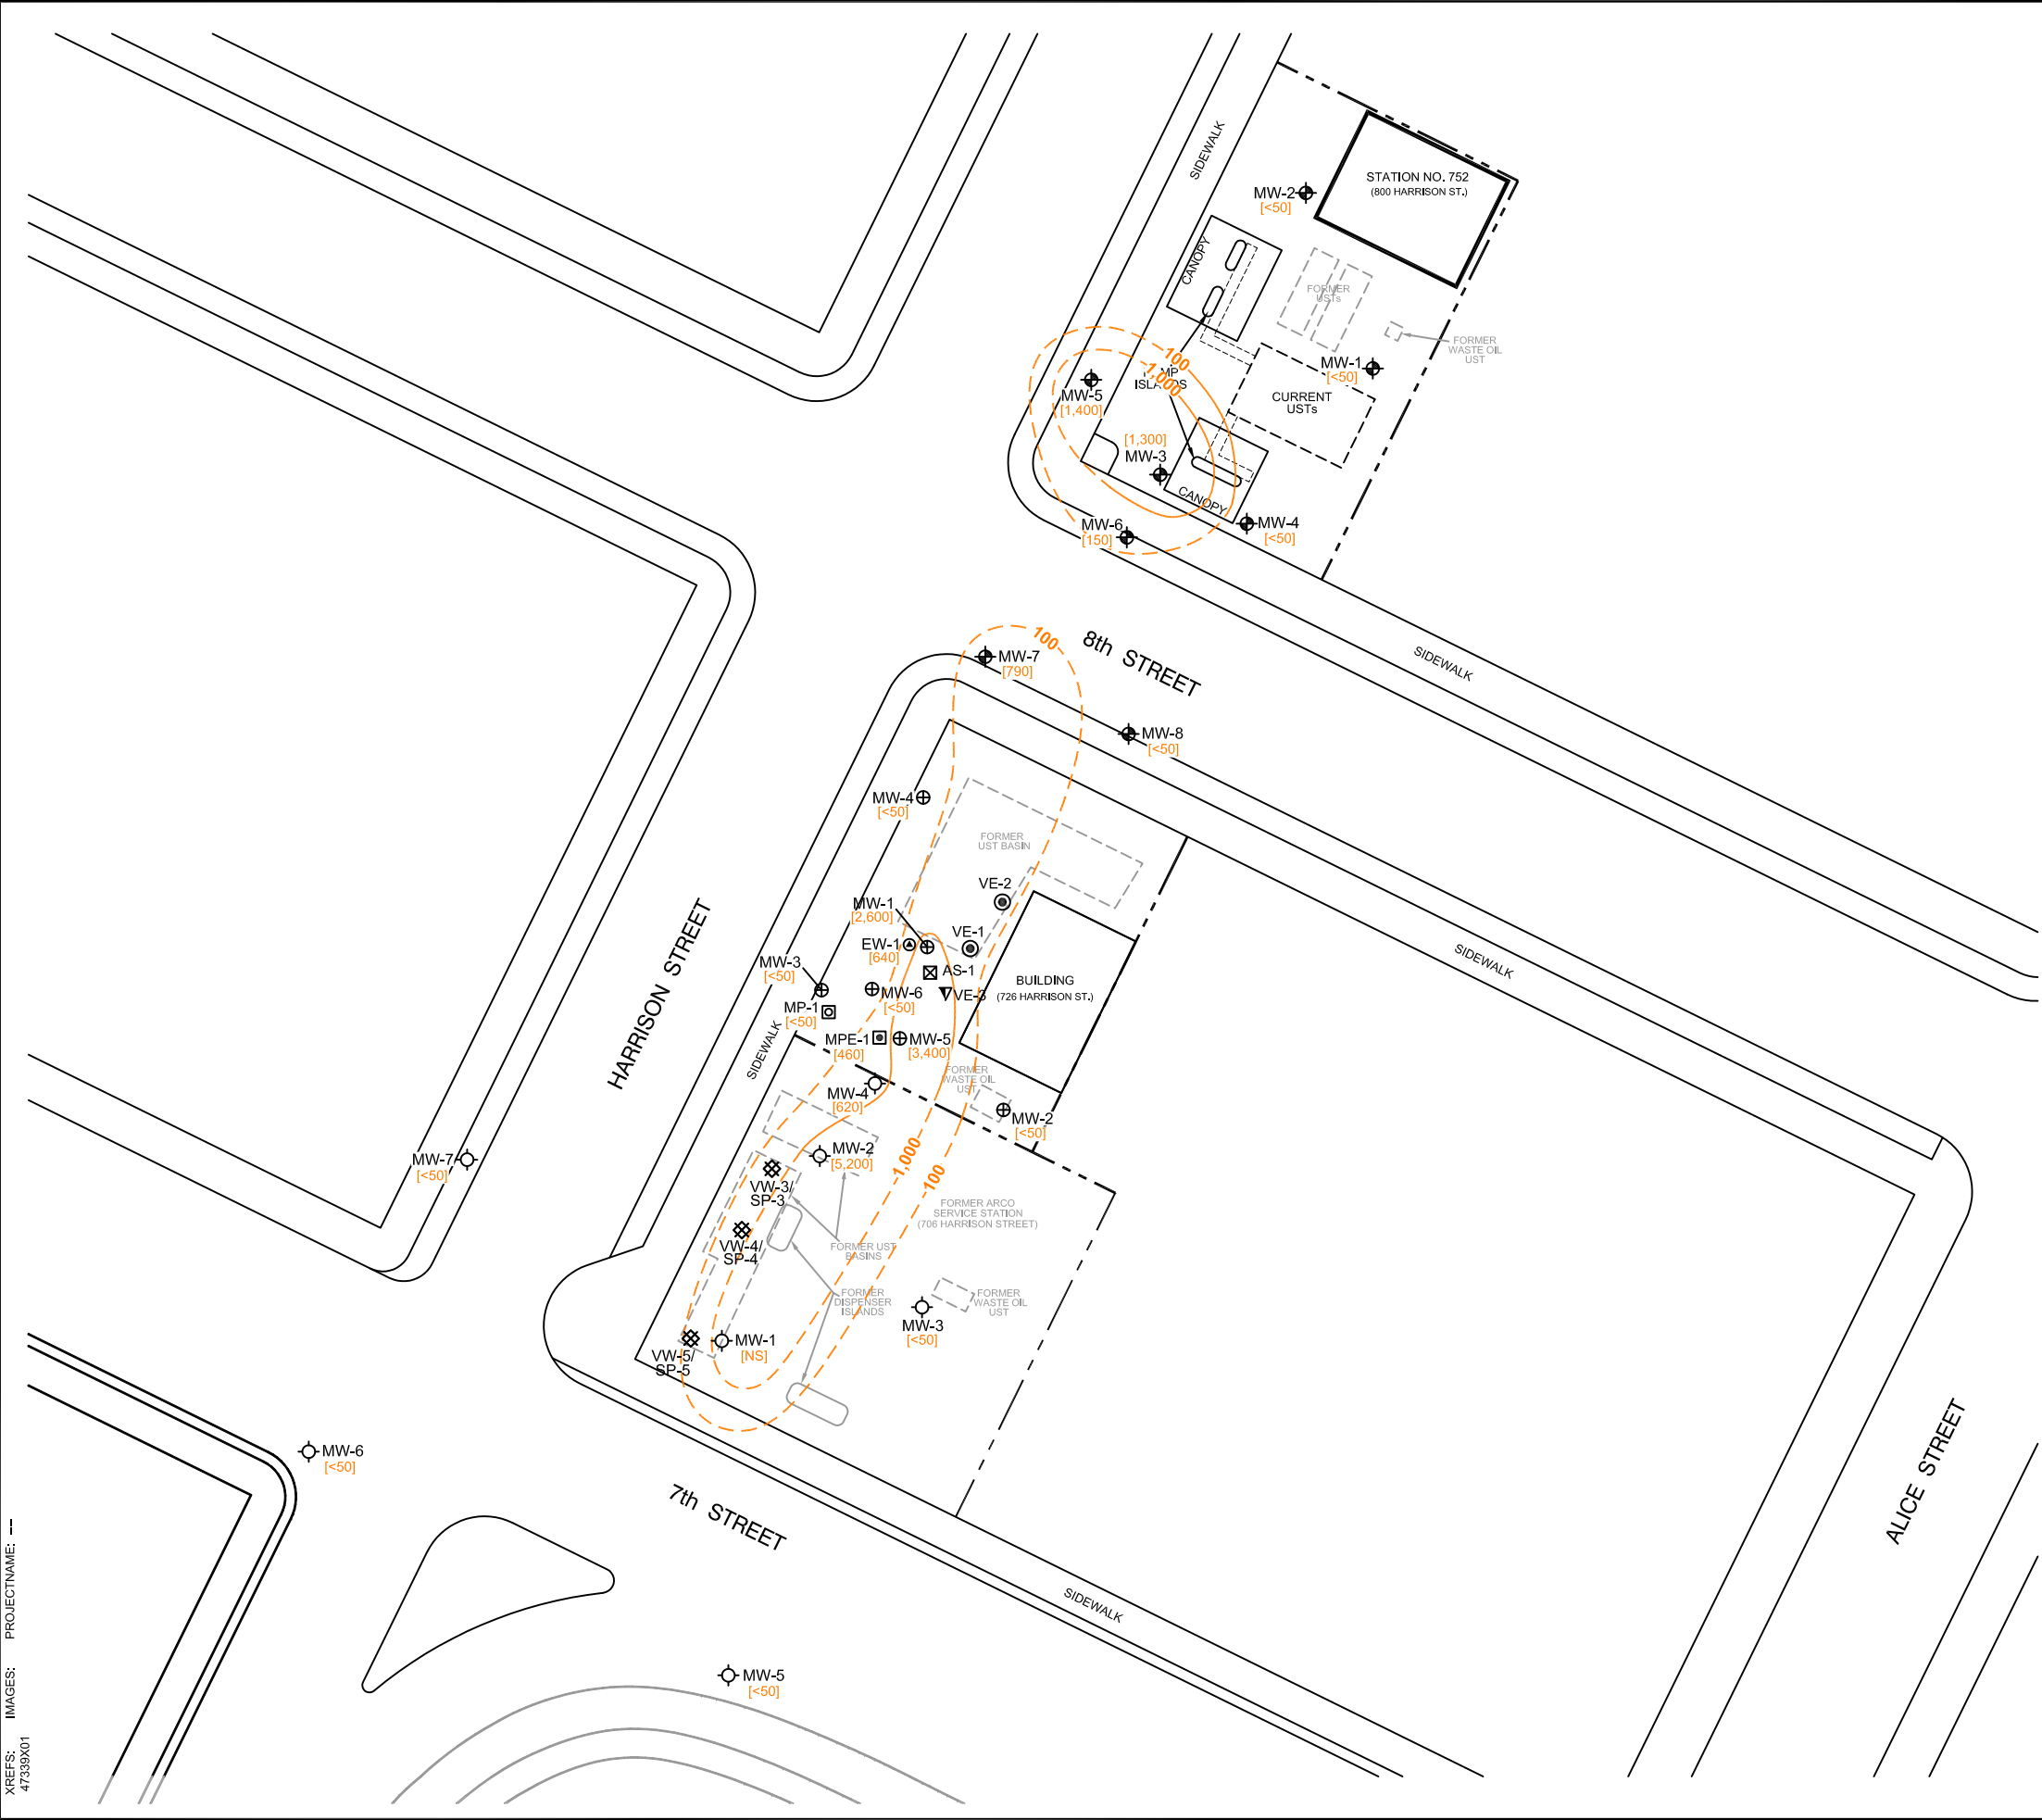 SIDEWALK
STATION NO. 752
(800 HARRISON ST.)
MW-2
[<50]
CANOPY
FORMER
USTs
FORMER
WASTE OIL
UST
100
1,000
ISLANDS
MW-1
[<50]
CURRENT
USTs
MW-5
[1,400]
[1,300]
MW-3
CANOPY
MW-6
[150]
MW-4
[<50]
8th STREET
SIDEWALK
100
MW-7
[790]
MW-8
[<50]
MW-4
[<50]
FORMER
UST BASIN
VE-2
MW-1
[2,600]
VE-1
EW-1
[640]
AS-1
MW-3
[<50]
MW-6
[<50]
VE-3
MP-1
[<50]
BUILDING
(726 HARRISON ST.)
SIDEWALK
HARRISON STREET
SIDEWALK
MPE-1
[460]
MW-5
[3,400]
FORMER
WASTE OIL
UST
MW-4
[620]
MW-2
[<50]
MW-7
[<50]
MW-2
[5,200]
1,000
100
VW-3/
SP-3
FORMER ARCO
SERVICE STATION
(706 HARRISON STREET)
VW-4/
SP-4
FORMER UST
BASINS
FORMER
DISPENSER
ISLANDS
FORMER
WASTE OIL
UST
MW-3
[<50]
MW-1
[NS]
VW-5/
SP-5
MW-6
[<50]
7th STREET
ALICE STREET
SIDEWALK
MW-5
[<50]
XREFS: IMAGES: PROJECTNAME: --
47339X01